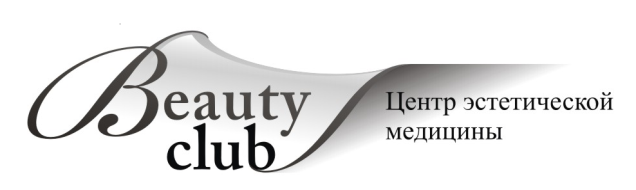 Beauty
club
Центр эстетической
медицины